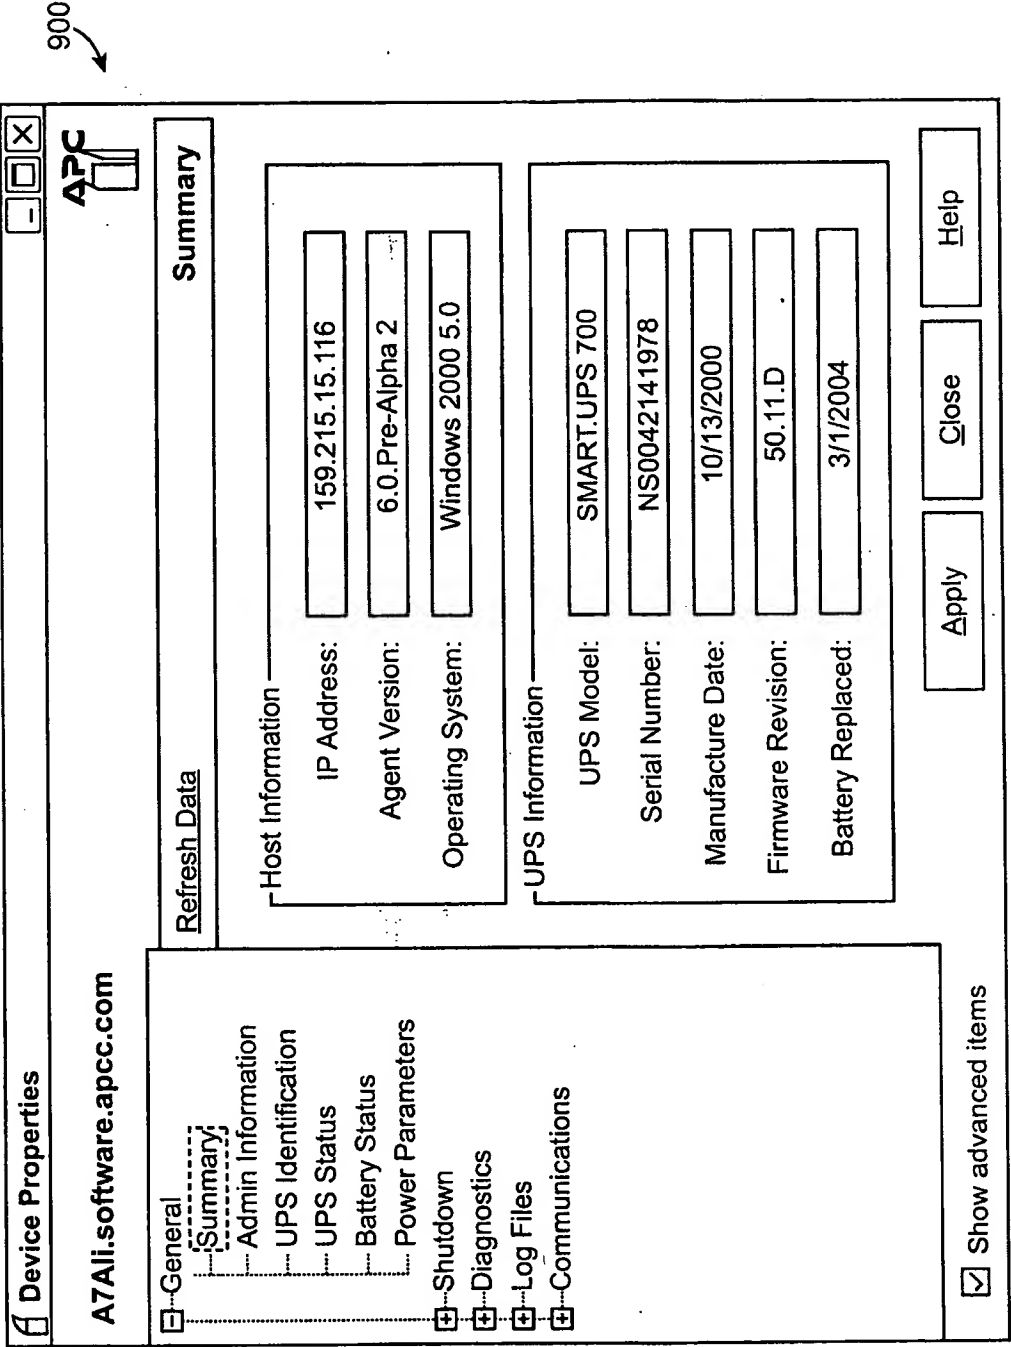 900
Device Properties
A7Ali.software.apcc.com
APC
General
Summary
Admin Information
UPS Identification
UPS Status
Battery Status
Power Parameters
Shutdown
Diagnostics
Log Files
Communications
Refresh Data Summary
Host Information
IP Address: 159.215.15.116
Agent Version: 6.0.Pre-Alpha 2
Operating System: Windows 2000 5.0
UPS Information
UPS Model: SMART.UPS 700
Serial Number: NS0042141978
Manufacture Date: 10/13/2000
Firmware Revision: 50.11.D
Battery Replaced: 3/1/2004
Show advanced items
Apply Close Help